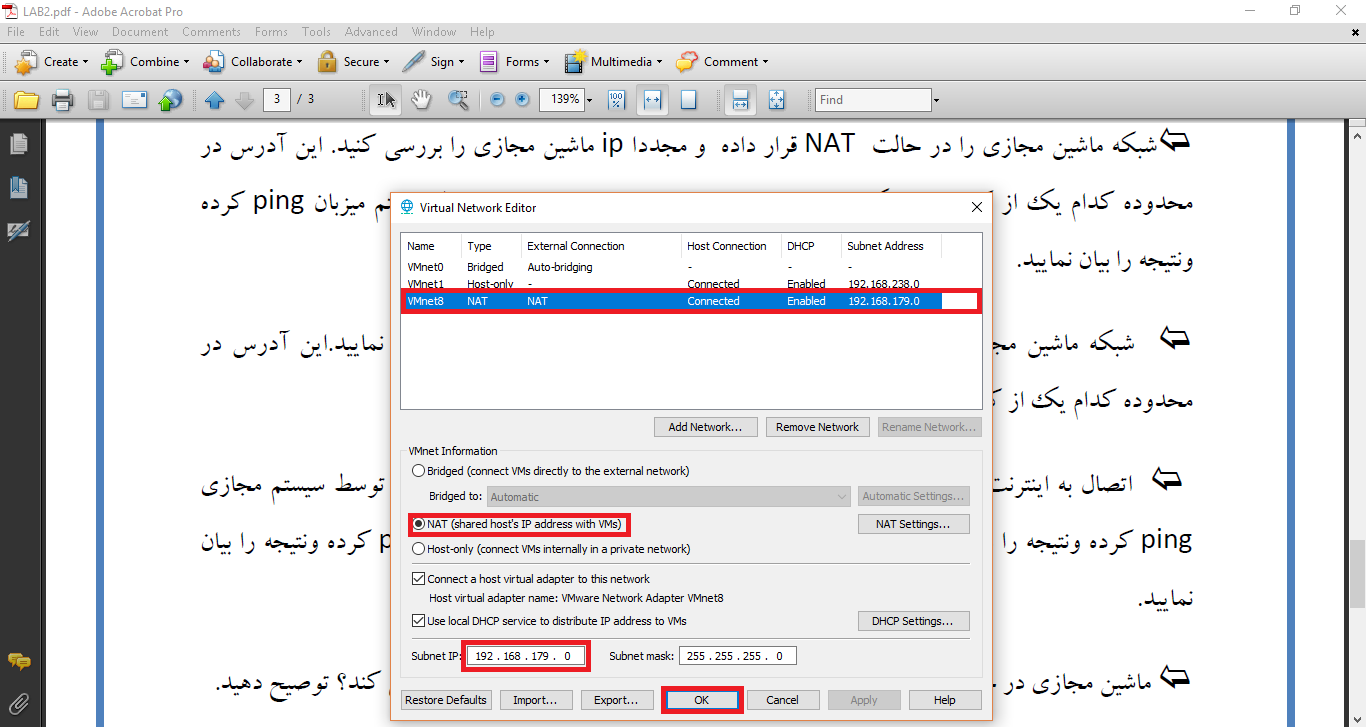 LAB2.pdf - Adobe Acrobat Pro
File Edit View Document Comments Forms Tools Advanced Window Help
Create Combine Collaborate Secure Sign Forms Multimedia Comment
3 / 3 139% 100% Find
شبکه ماشین مجازی را در حالت NAT قرار داده و مجددا ip ماشین مجازی را بررسی کنید. این آدرس در
محدوده کدام یک از
میزبان ping کرده
ونتیجه را بیان نمایید.
شبکه ماشین
نمایید.این آدرس در
محدوده کدام یک از
اتصال به اینترنت
توسط سیستم مجازی
ping کرده ونتیجه را
کرده ونتیجه را بیان
نمایید.
ماشین مجازی در
کند؟ توصیح دهید.
Virtual Network Editor
Name Type External Connection Host Connection DHCP Subnet Address
VMnet0 Bridged Auto-bridging - - -
VMnet1 Host-only - Connected Enabled 192.168.238.0
VMnet8 NAT NAT Connected Enabled 192.168.179.0
Add Network... Remove Network Rename Network...
VMnet Information
Bridged (connect VMs directly to the external network)
Bridged to: Automatic Automatic Settings...
NAT (shared host's IP address with VMs) NAT Settings...
Host-only (connect VMs internally in a private network)
Connect a host virtual adapter to this network
Host virtual adapter name: VMware Network Adapter VMnet8
Use local DHCP service to distribute IP address to VMs DHCP Settings...
Subnet IP: 192 . 168 . 179 . 0 Subnet mask: 255 . 255 . 255 . 0
Restore Defaults Import... Export... OK Cancel Apply Help